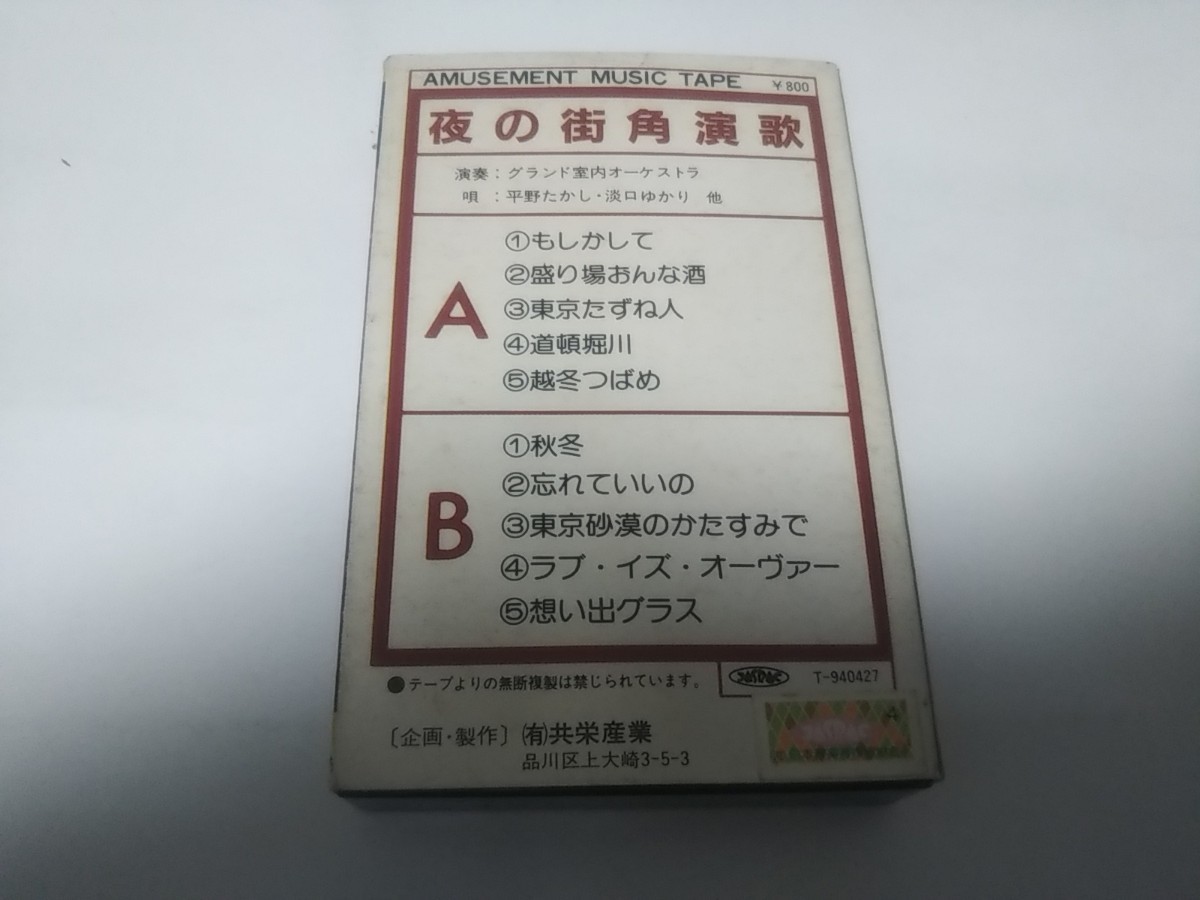 AMUSEMENT MUSIC TAPE ¥800
夜の街角演歌
演奏:グランド室内オーケストラ
唄:平野たかし・淡口ゆかり 他
A
①もしかして
②盛り場おんな酒
③東京たずね人
④道頓堀川
⑤越冬つばめ
B
①秋冬
②忘れていいの
③東京砂漠のかたすみで
④ラブ・イズ・オーヴァー
⑤想い出グラス
●テープよりの無断複製は禁じられています。
JASRAC T-940427
〔企画・製作〕㈲共栄産業
品川区上大崎3-5-3